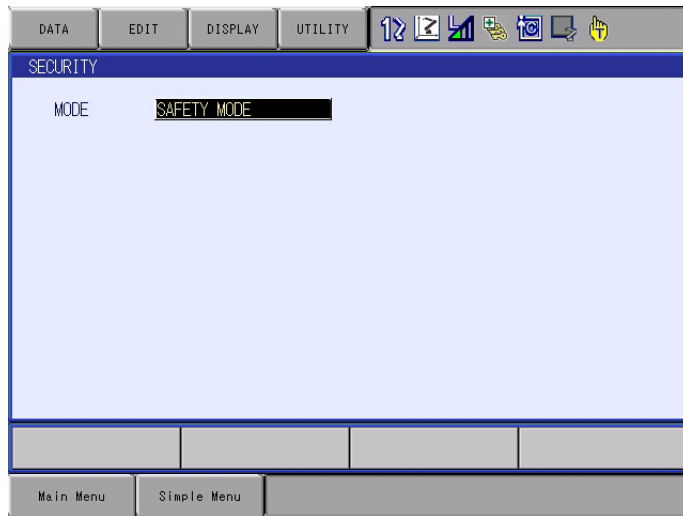 DATA EDIT DISPLAY UTILITY
SECURITY
MODE SAFETY MODE
Main Menu Simple Menu